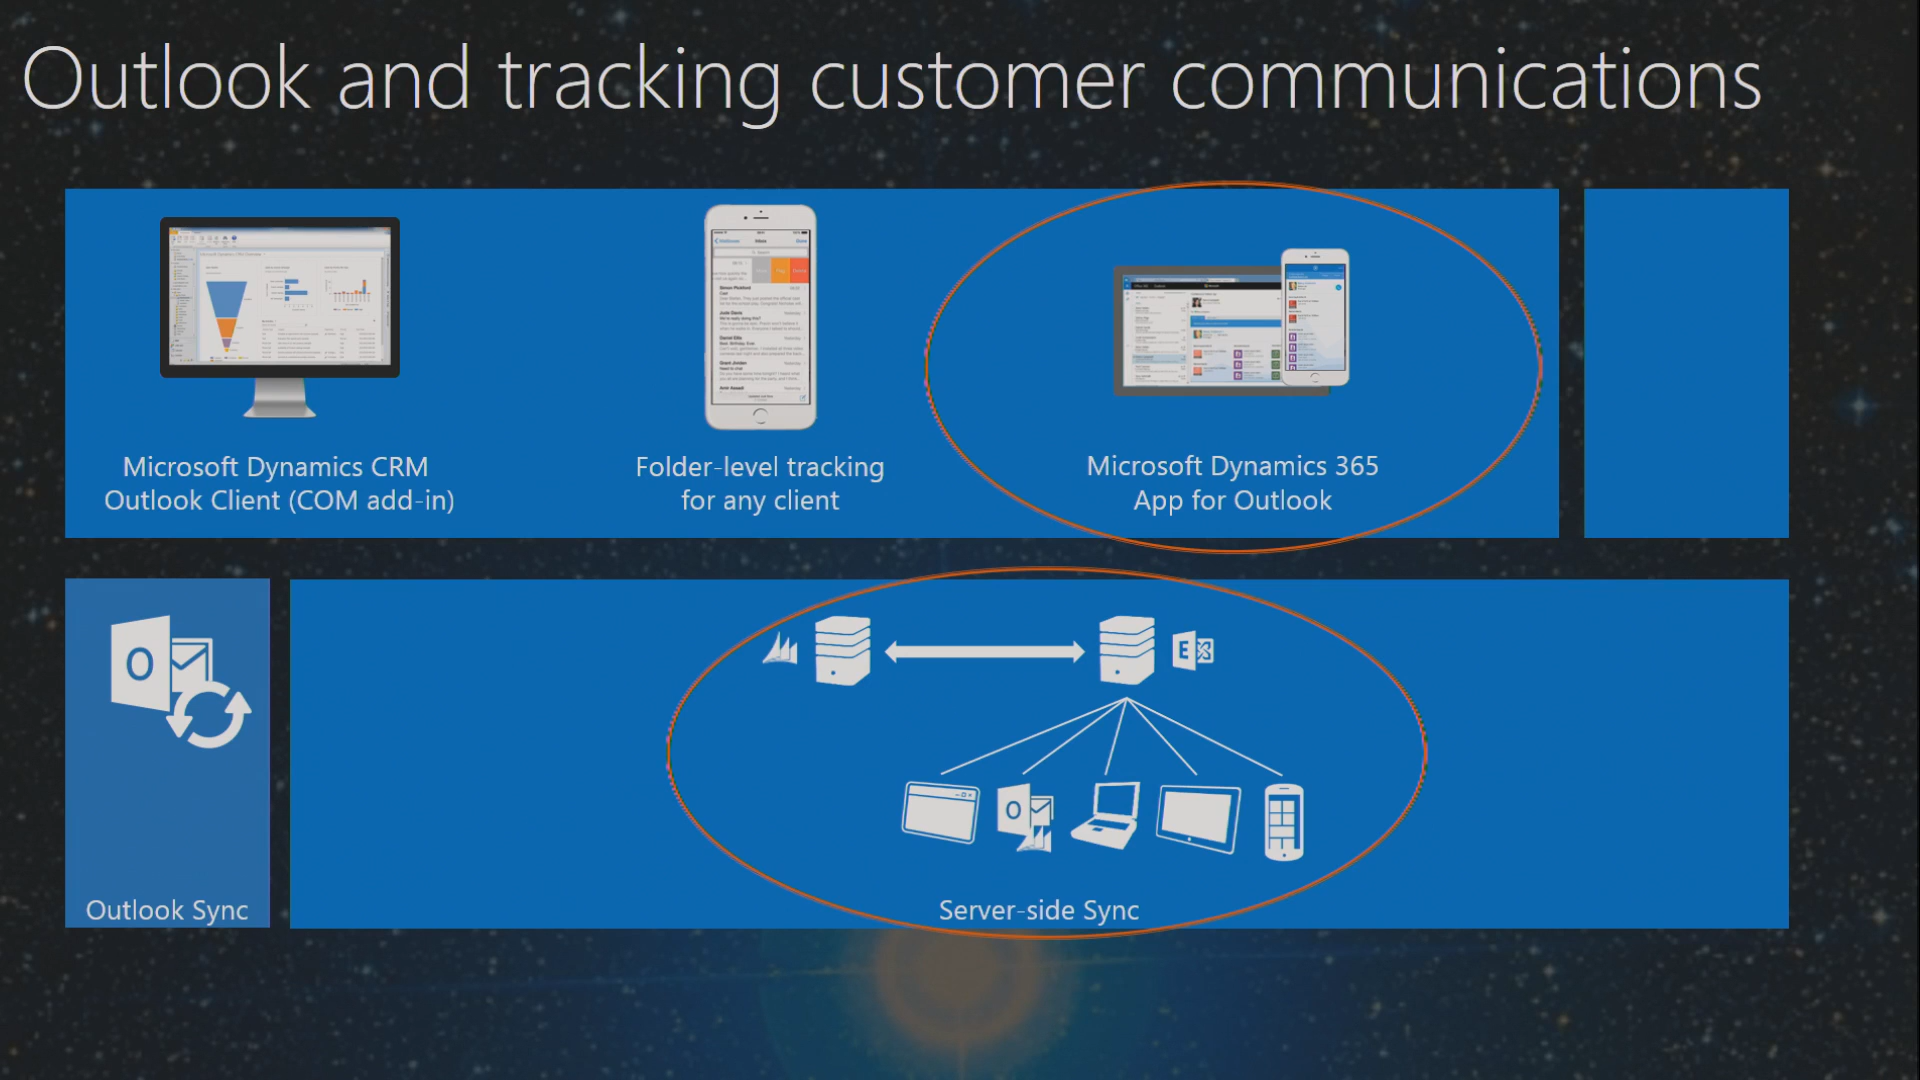 Outlook and tracking customer communications
Microsoft Dynamics CRM
Outlook Client (COM add-in)
Folder-level tracking
for any client
Microsoft Dynamics 365
App for Outlook
O
E
O
Outlook Sync
Server-side Sync